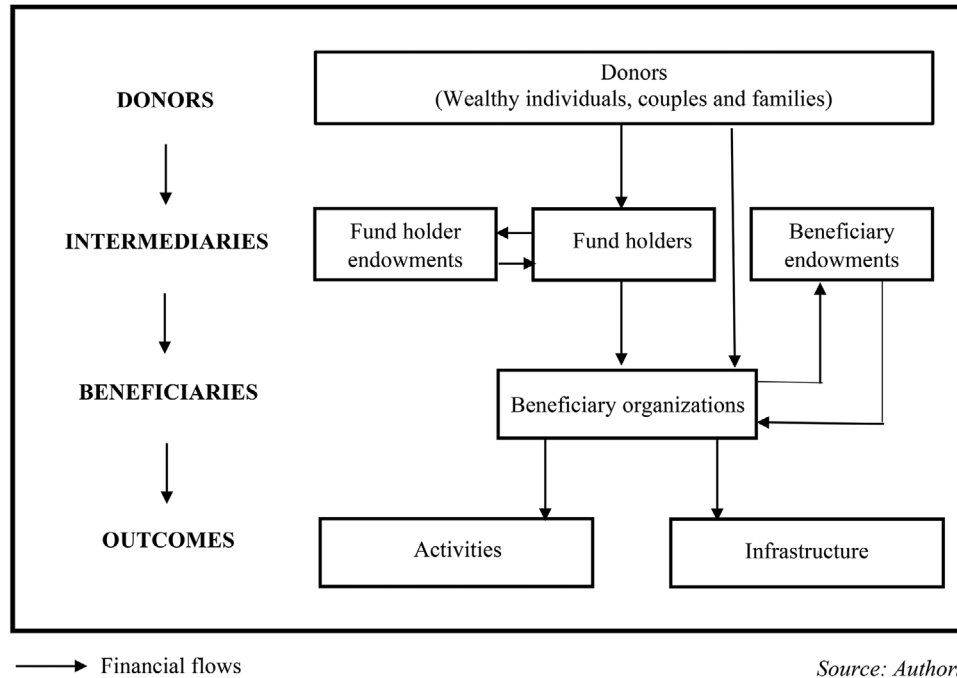 DONORS
Donors
(Wealthy individuals, couples and families)
INTERMEDIARIES
Fund holder
endowments
Fund holders
Beneficiary
endowments
BENEFICIARIES
Beneficiary organizations
OUTCOMES
Activities
Infrastructure
Financial flows
Source: Author